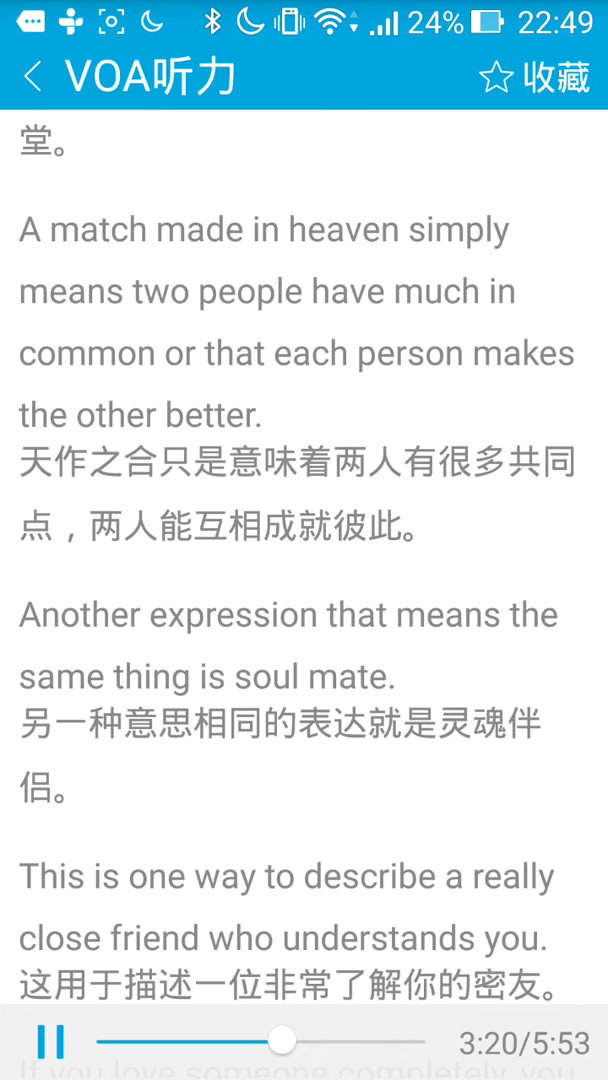 24% 22:49
VOA听力 收藏
堂。
A match made in heaven simply
means two people have much in
common or that each person makes
the other better.
天作之合只是意味着两人有很多共同
点，两人能互相成就彼此。
Another expression that means the
same thing is soul mate.
另一种意思相同的表达就是灵魂伴
侣。
This is one way to describe a really
close friend who understands you.
这用于描述一位非常了解你的密友。
3:20/5:53
If you love someone completely, you